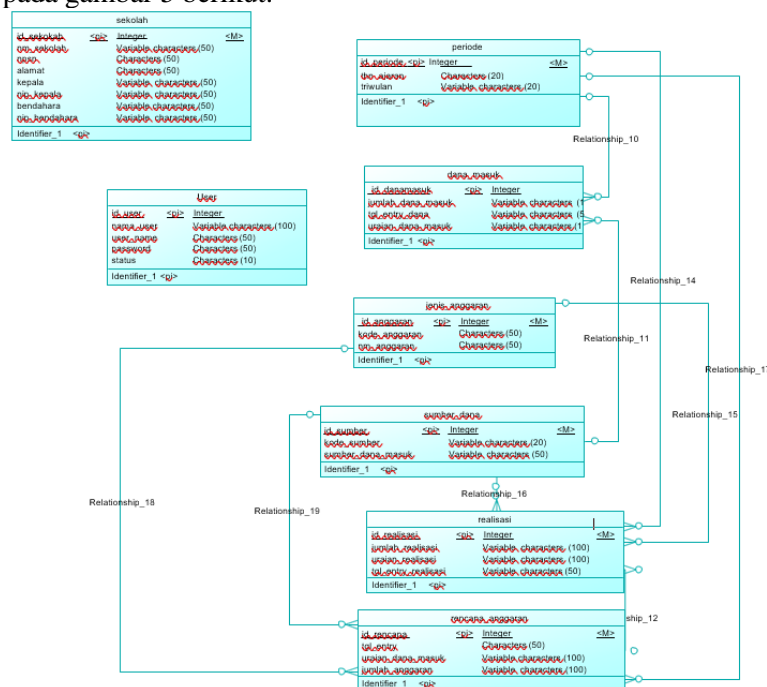 pada gambar 3 berikut.
sekolah
id_sekokah <pi> Integer <M>
nm_sekolah Variable characters (50)
npsn Characters (50)
alamat Characters (50)
kepala Variable characters (50)
nip_kepala Variable characters (50)
bendahara Variable characters (50)
nip_bendahara Variable characters (50)
Identifier_1 <pi>
periode
id_periode <pi> Integer <M>
thn_ajaran Characters (20)
triwulan Variable characters (20)
Identifier_1 <pi>
Relationship_10
dana_masuk
id_danamasuk <pi> Integer
jumlah_dana_masuk Variable characters (1
tgl_entry_dana Variable characters (5
uraian_dana_masuk Variable characters (1
Identifier_1 <pi>
User
id_user <pi> Integer
nama_user Variable characters (100)
user_name Characters (50)
password Characters (50)
status Characters (10)
Identifier_1 <pi>
Relationship_14
jenis_anggaran
id_anggaran <pi> Integer <M>
kode_anggaran Characters (50)
nm_anggaran Characters (50)
Identifier_1 <pi>
Relationship_11
Relationship_17
Relationship_15
sumber_dana
id_sumber <pi> Integer <M>
kode_sumber Variable characters (20)
sumber_dana_masuk Variable characters (50)
Identifier_1 <pi>
Relationship_18
Relationship_19
Relationship_16
realisasi
id_realisasi <pi> Integer <M>
jumlah_realisasi Variable characters (100)
uraian_realisasi Variable characters (100)
tgl_entry_realisasi Variable characters (50)
Identifier_1 <pi>
ship_12
rencana_anggaran
id_rencana <pi> Integer <M>
tgl_entry Characters (50)
uraian_dana_masuk Variable characters (100)
jumlah_anggaran Variable characters (100)
Identifier_1 <pi>